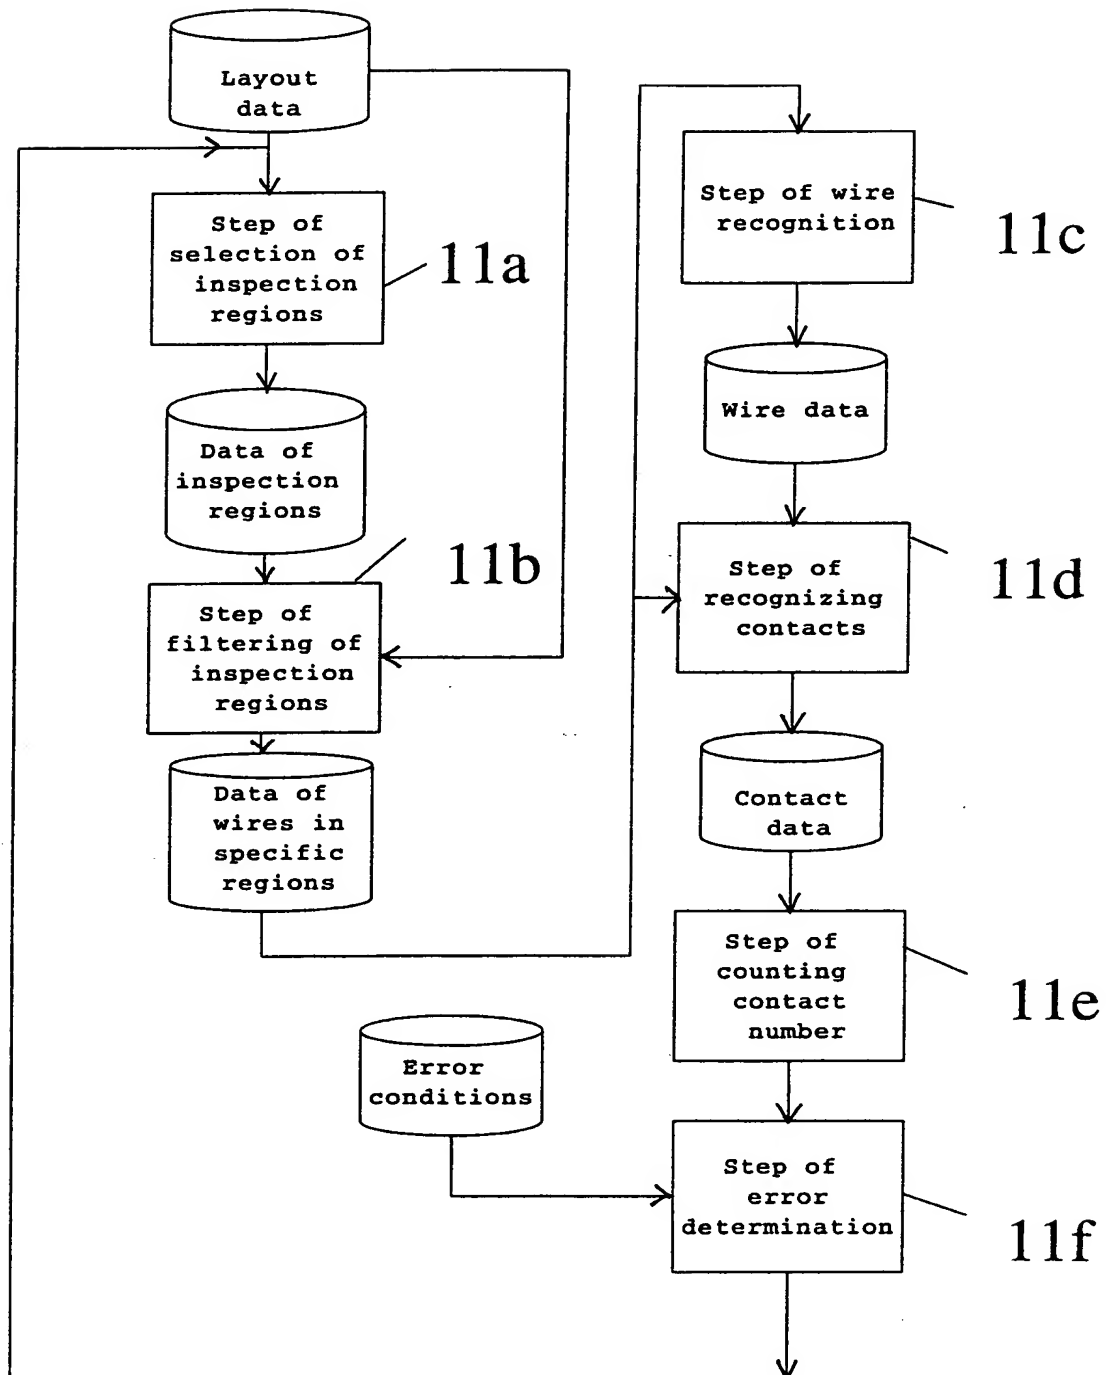 Layout
data
Step of
selection of
inspection
regions
11a
Data of
inspection
regions
11b
Step of
filtering of
inspection
regions
Data of
wires in
specific
regions
Step of wire
recognition
11c
Wire data
Step of
recognizing
contacts
11d
Contact
data
Step of
counting
contact
number
11e
Error
conditions
Step of
error
determination
11f